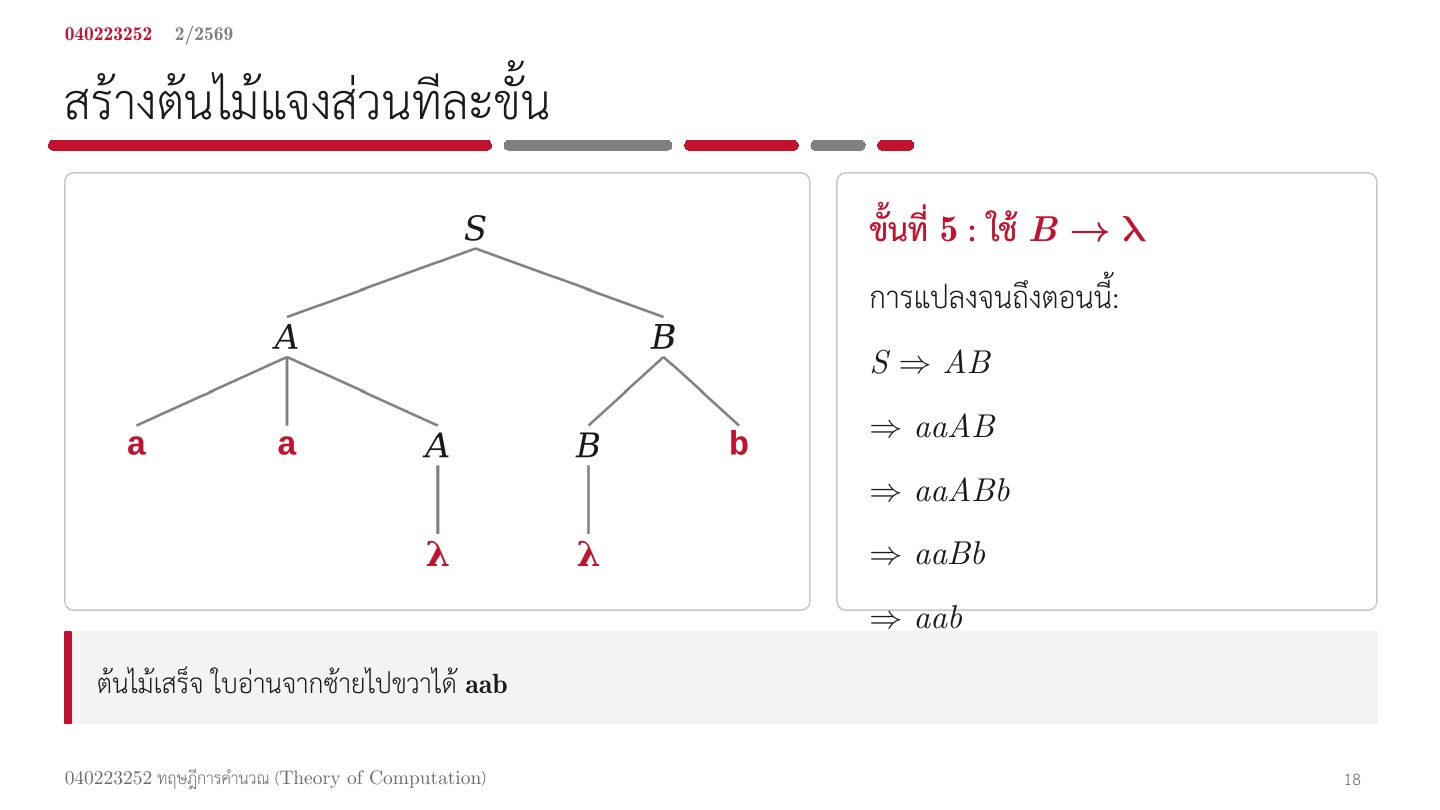 040223252 2/2569
สร้างต้นไม้แจงส่วนทีละขั้น
S
A B
a a A B b
λ λ
ขั้นที่ 5 : ใช้ B → λ
การแปลงจนถึงตอนนี้:
S ⇒ AB
⇒ aaAB
⇒ aaABb
⇒ aaBb
⇒ aab
ต้นไม้เสร็จ ใบอ่านจากซ้ายไปขวาได้ aab
040223252 ทฤษฎีการคำนวณ (Theory of Computation)
18